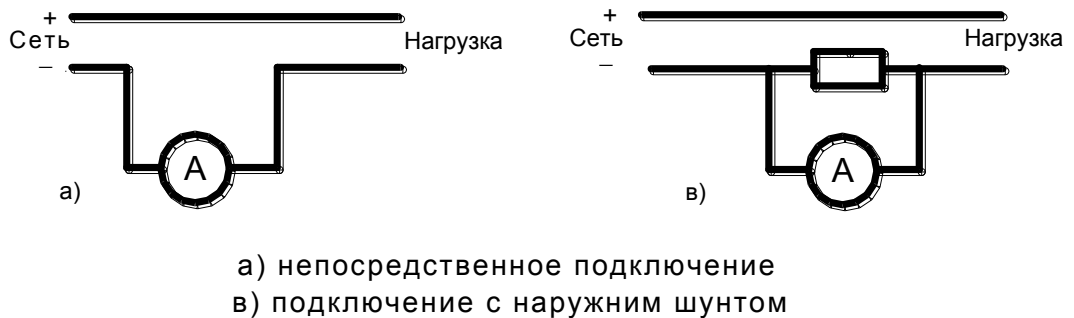 +
Сеть
Нагрузка
–
А
а)
+
Сеть
Нагрузка
–
А
в)
а) непосредственное подключение
в) подключение с наружним шунтом